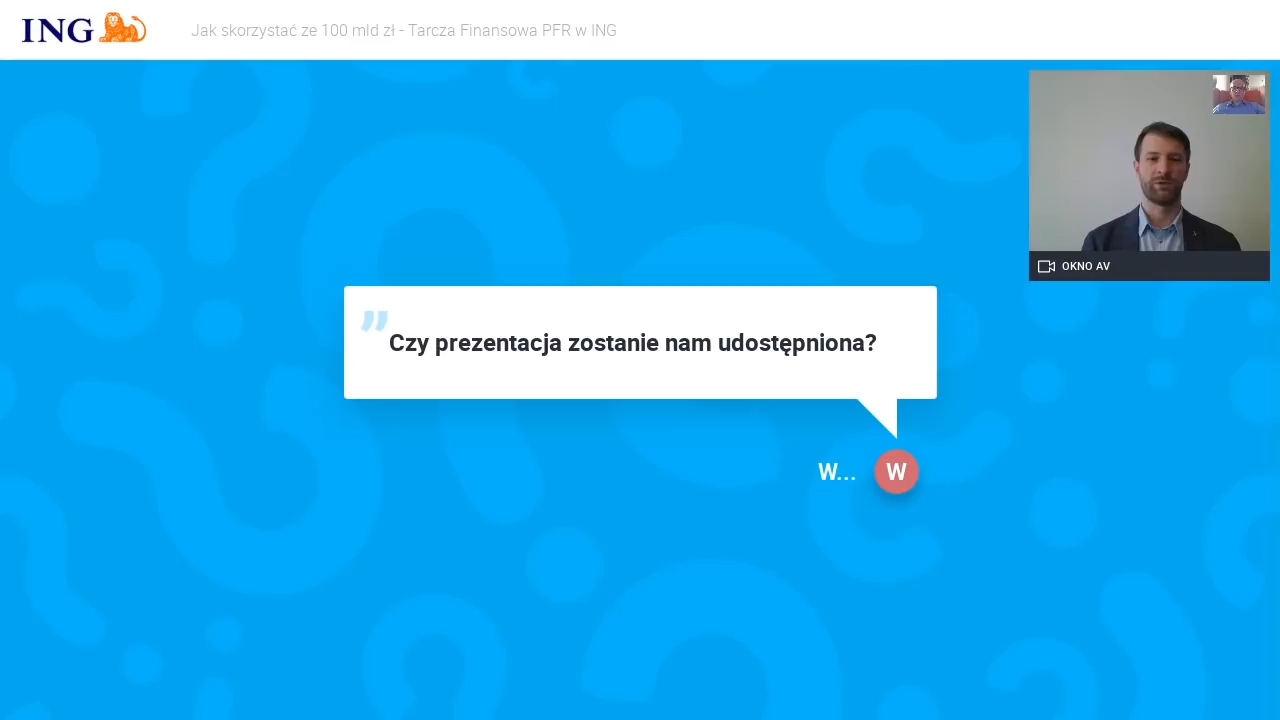 ING
Jak skorzystać ze 100 mld zł - Tarcza Finansowa PFR w ING
OKNO AV
” Czy prezentacja zostanie nam udostępniona?
W... W